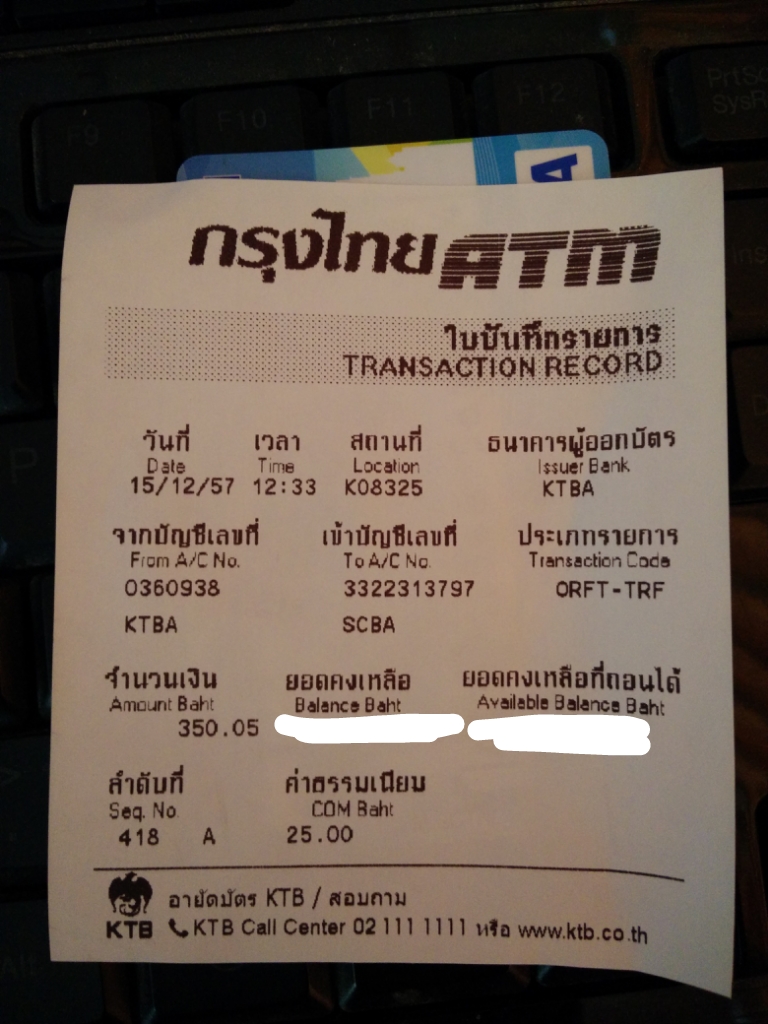 F9 F10 F11 F12 PrtSc
SysR
A
กรุงไทย ATM
ใบบันทึกรายการ
TRANSACTION RECORD
วันที่ เวลา สถานที่ ธนาคารผู้ออกบัตร
Date Time Location Issuer Bank
15/12/57 12:33 K08325 KTBA
จากบัญชีเลขที่ เข้าบัญชีเลขที่ ประเภทรายการ
From A/C No. To A/C No. Transaction Code
0360938 3322313797 ORFT-TRF
KTBA SCBA
จำนวนเงิน ยอดคงเหลือ ยอดคงเหลือที่ถอนได้
Amount Baht Balance Baht Available Balance Baht
350.05
ลำดับที่ ค่าธรรมเนียม
Seq. No. COM Baht
418 A 25.00
อายัดบัตร KTB / สอบถาม
KTB KTB Call Center 02 111 1111 หรือ www.ktb.co.th